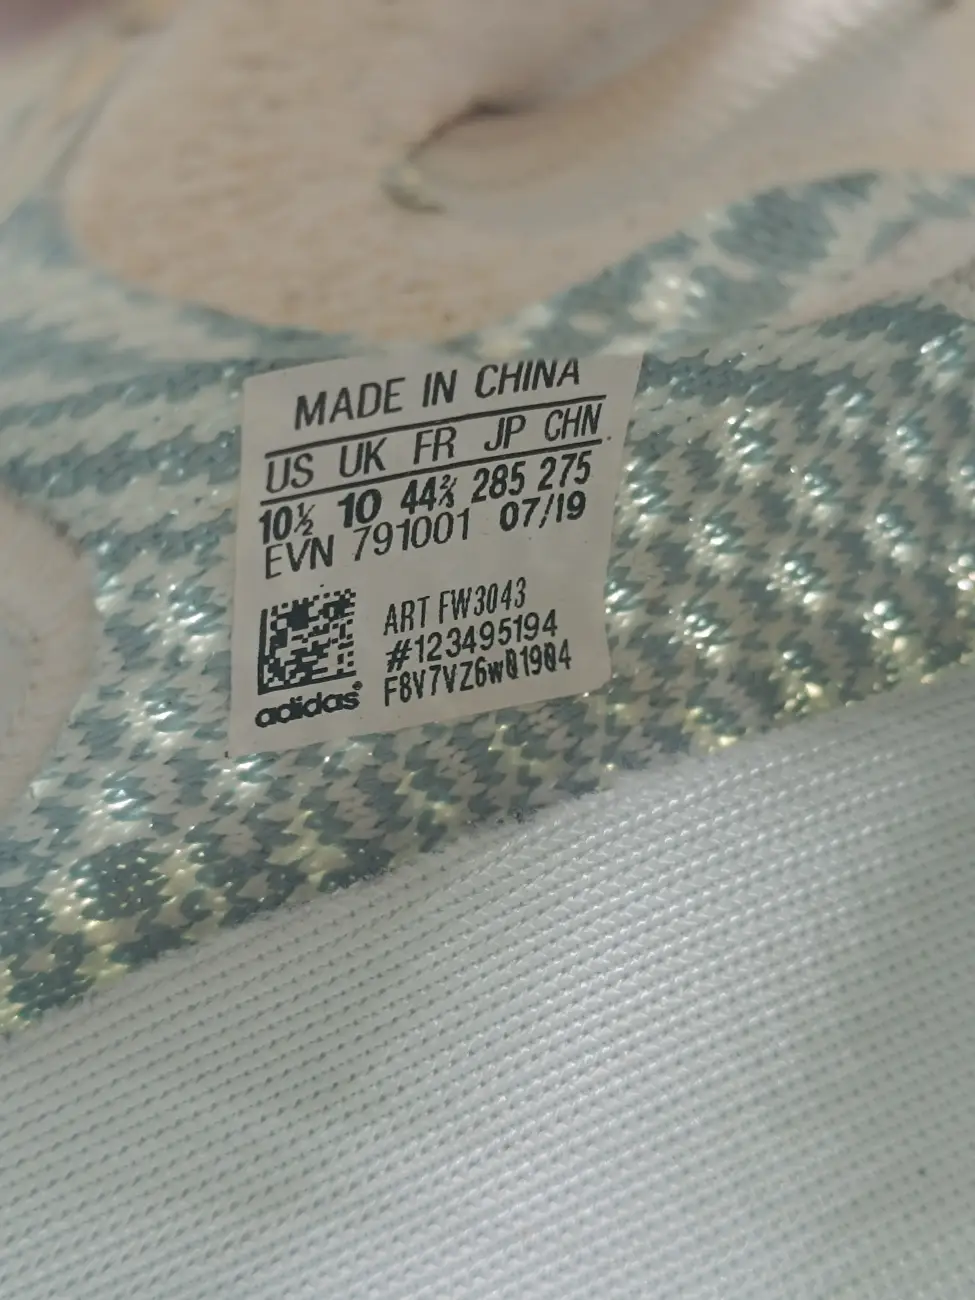 MADE IN CHINA
US UK FR JP CHN
10½ 10 44⅔ 285 275
EVN 791001 07/19
ART FW3043
#123495194
F8V7VZ6w01904
adidas®